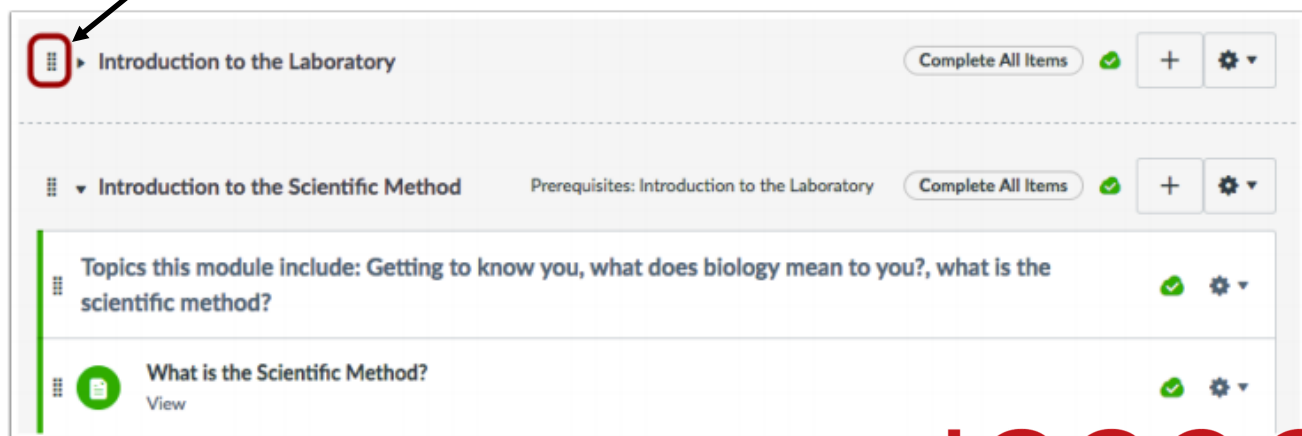 Introduction to the Laboratory
Complete All Items
Introduction to the Scientific Method
Prerequisites: Introduction to the Laboratory
Complete All Items
Topics this module include: Getting to know you, what does biology mean to you?, what is the
scientific method?
What is the Scientific Method?
View